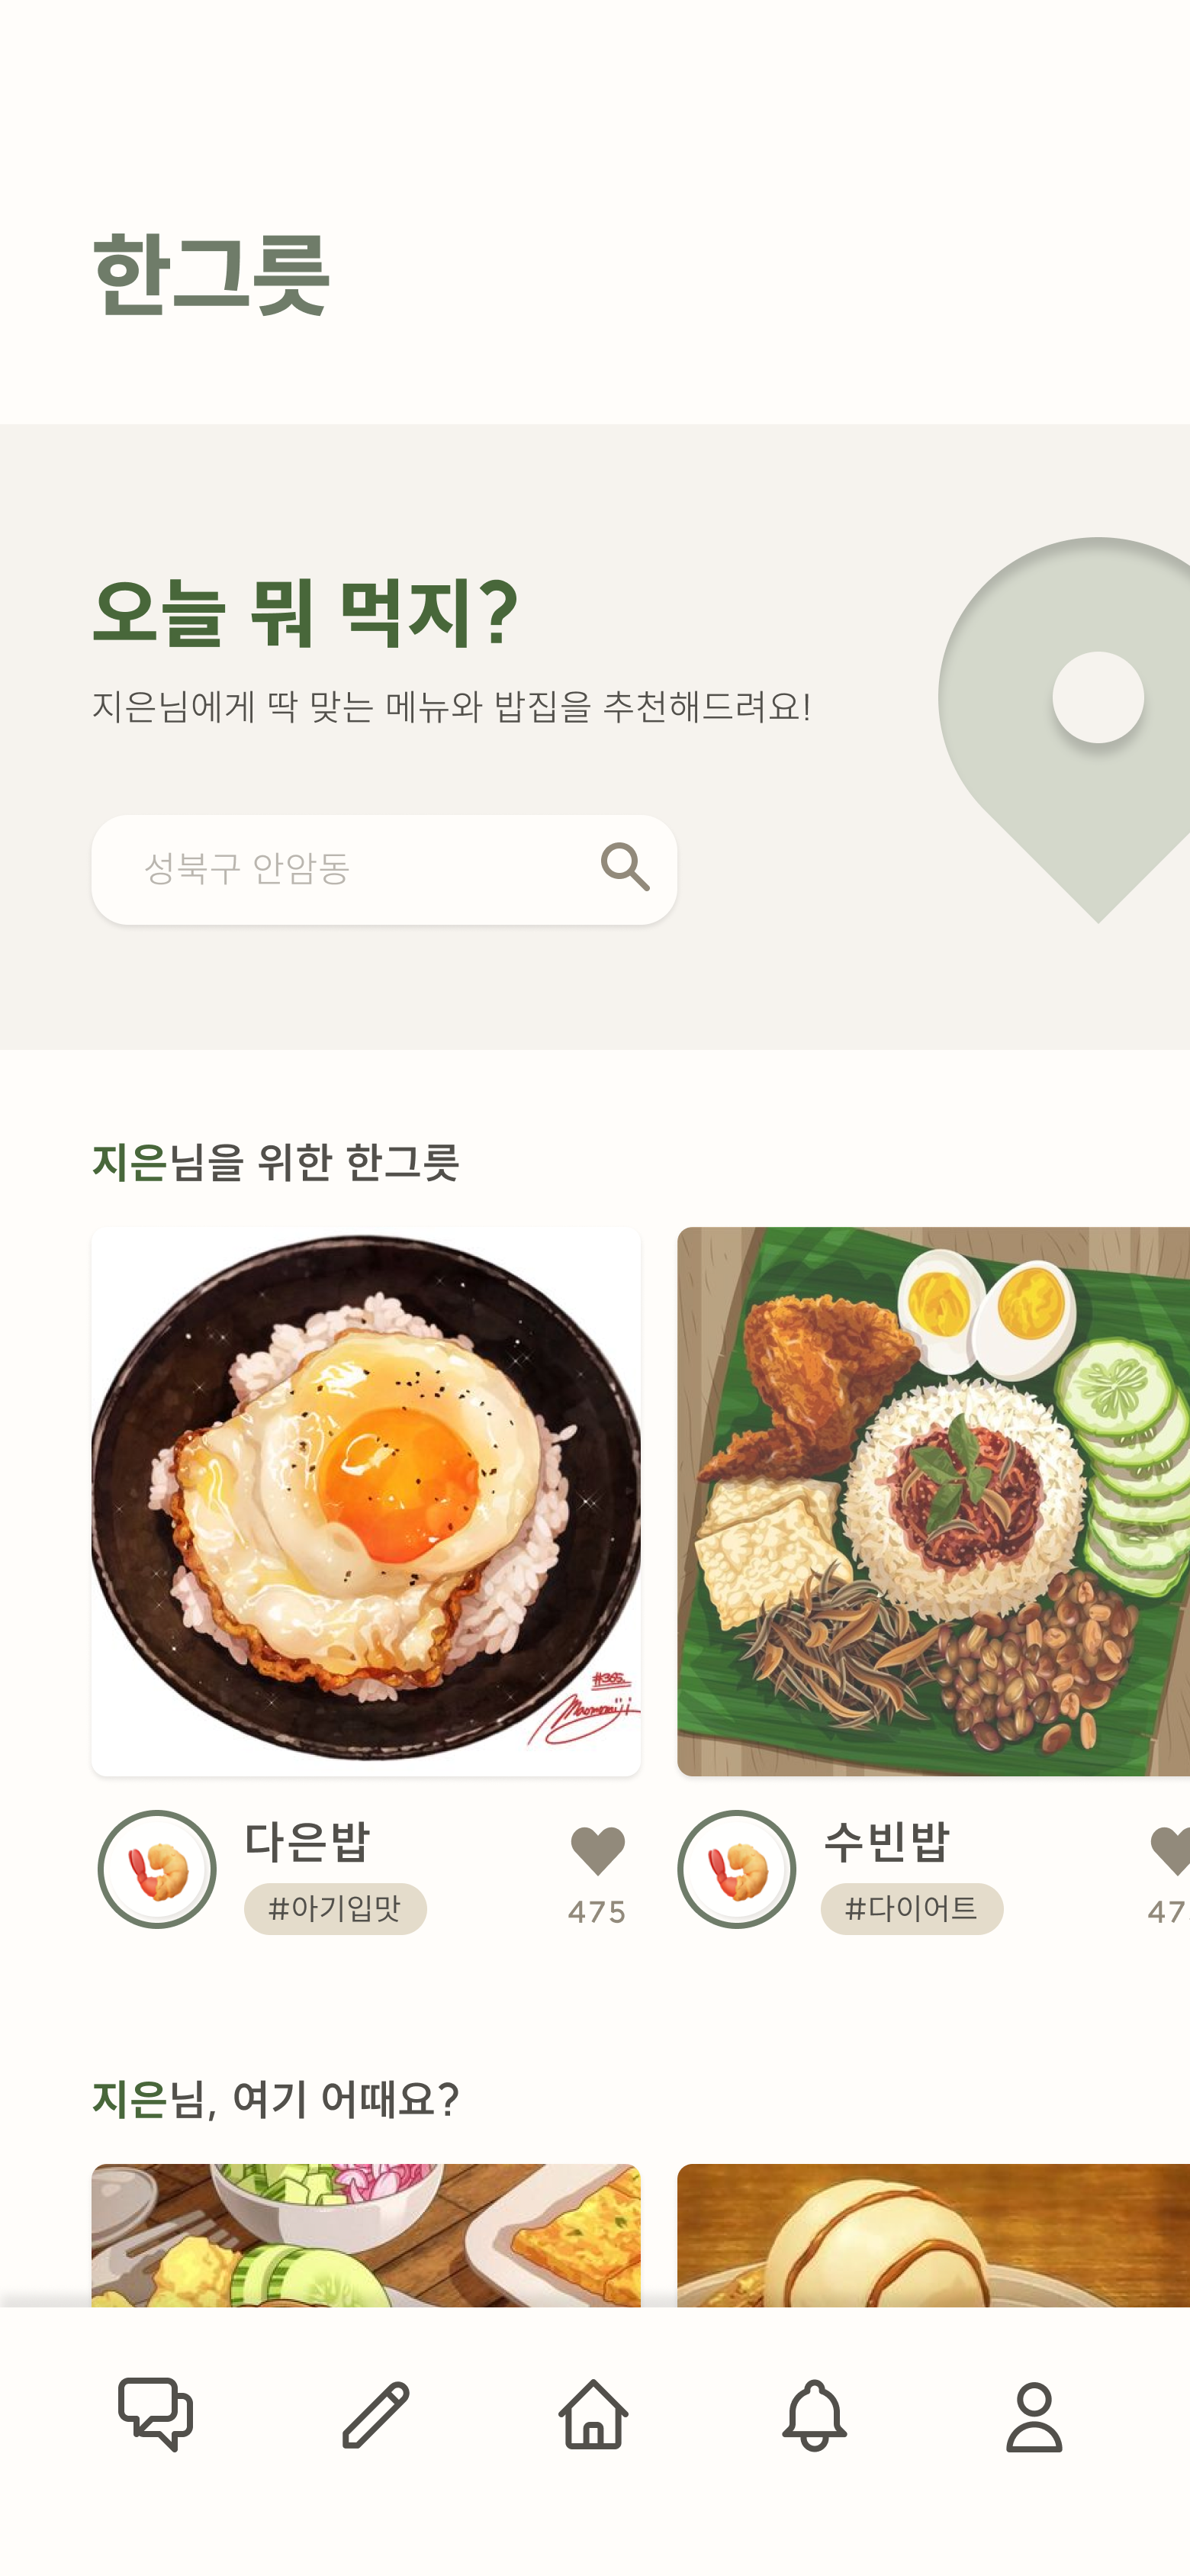 한그릇
오늘 뭐 먹지?
지은님에게 딱 맞는 메뉴와 밥집을 추천해드려요!
성북구 안암동
지은님을 위한 한그릇
#365.
다은밥
#아기입맛
475
수빈밥
#다이어트
47
지은님, 여기 어때요?